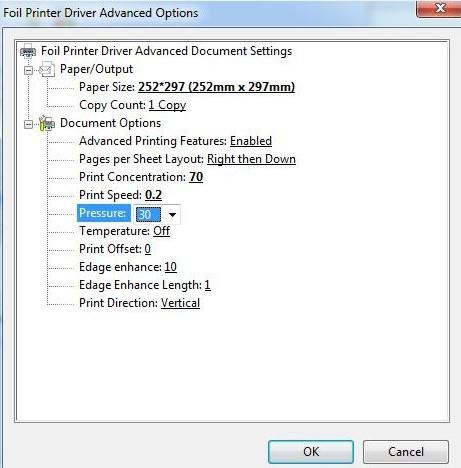 Foil Printer Driver Advanced Options
Foil Printer Driver Advanced Document Settings
Paper/Output
Paper Size: 252*297 (252mm x 297mm)
Copy Count: 1 Copy
Document Options
Advanced Printing Features: Enabled
Pages per Sheet Layout: Right then Down
Print Concentration: 70
Print Speed: 0.2
Pressure: 30
Temperature: Off
Print Offset: 0
Edage enhance: 10
Edage Enhance Length: 1
Print Direction: Vertical
OK Cancel